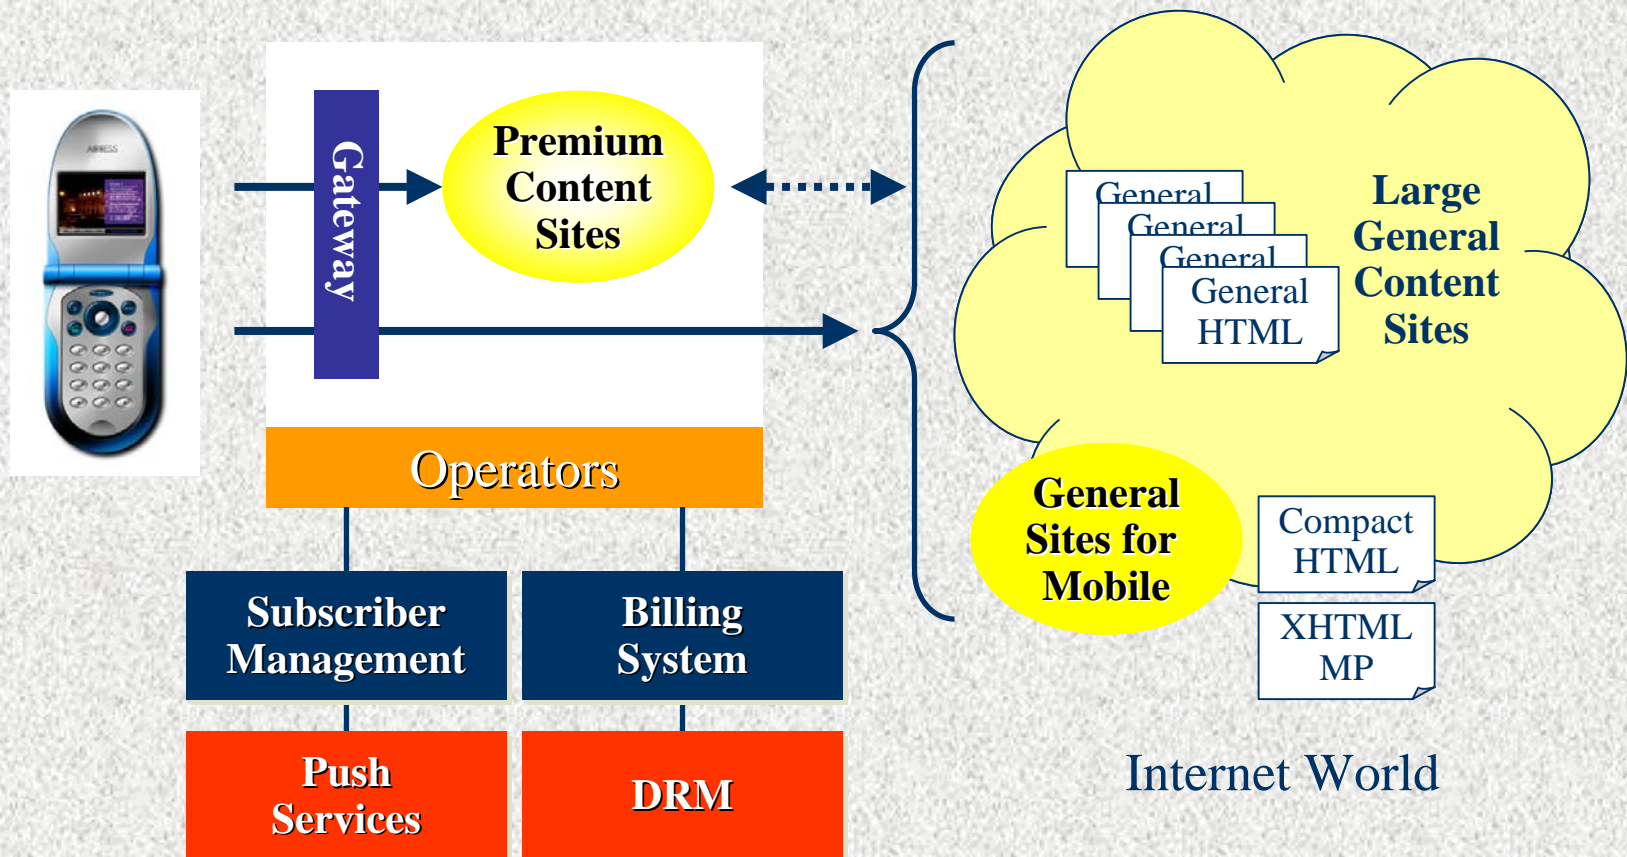 Gateway
Premium
Content
Sites
Operators
Subscriber
Management
Billing
System
Push
Services
DRM
General
General
General
General
HTML
Large
General
Content
Sites
General
Sites for
Mobile
Compact
HTML
XHTML
MP
Internet World